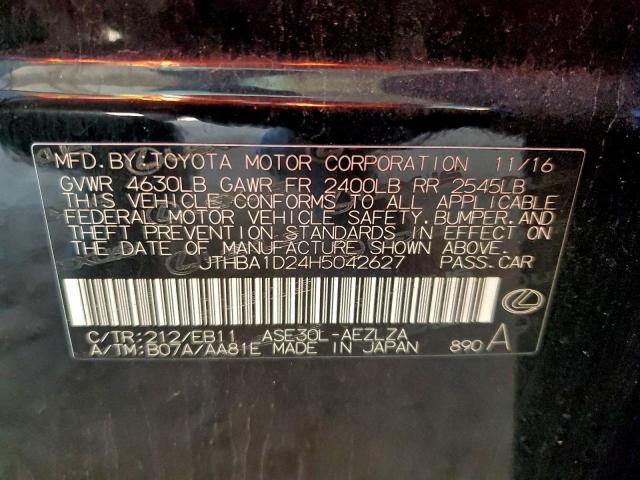 MFD. BY: TOYOTA MOTOR CORPORATION 11/16
GVWR 4630LB GAWR FR 2400LB RR 2545LB
THIS VEHICLE CONFORMS TO ALL APPLICABLE
FEDERAL MOTOR VEHICLE SAFETY, BUMPER, AND
THEFT PREVENTION STANDARDS IN EFFECT ON
THE DATE OF MANUFACTURE SHOWN ABOVE.
JTHBA1D24H5042627 PASS.CAR
C/TR:212/EB11 ASE30L-AEZLZA
A/TM:B07A/AA81E MADE IN JAPAN 890 A